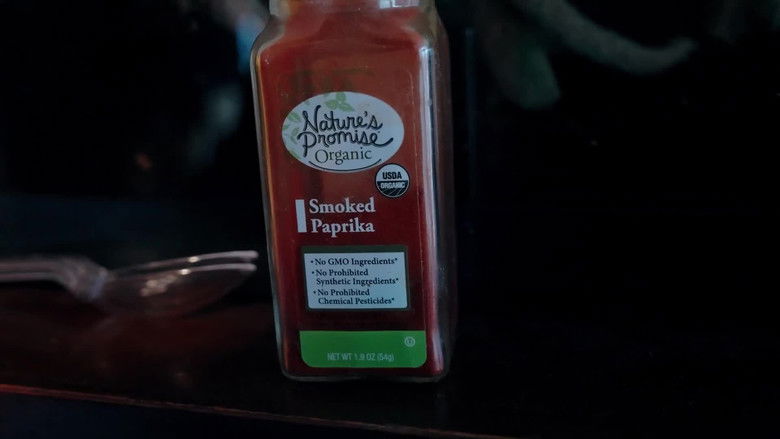 Nature's
Promise
Organic
USDA
ORGANIC
Smoked
Paprika
•No GMO Ingredients*
•No Prohibited
Synthetic Ingredients*
•No Prohibited
Chemical Pesticides*
U
NET WT 1.9 OZ (54g)